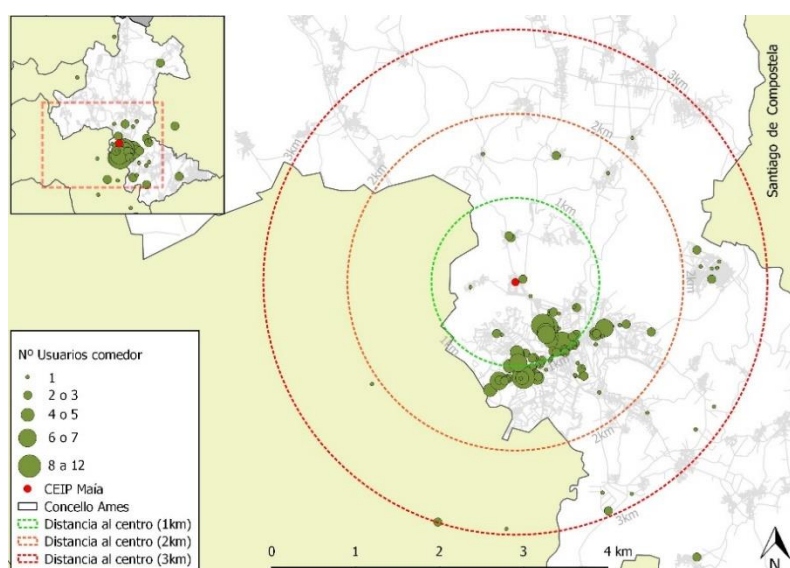 Santiago de Compostela
3km
2km
3km
2km
1km
3km
1km
2km
3km
Nº Usuarios comedor
1
2 o 3
4 o 5
6 o 7
8 a 12
CEIP Maía
Concello Ames
Distancia al centro (1km)
Distancia al centro (2km)
Distancia al centro (3km)
0 1 2 3 4 km
N